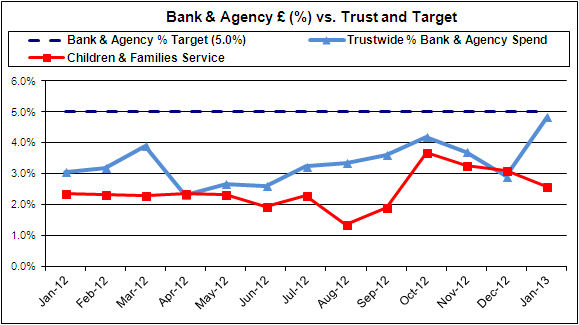 Bank & Agency £ (%) vs. Trust and Target
Bank & Agency % Target (5.0%) Trustwide % Bank & Agency Spend
Children & Families Service
6.0%
5.0%
4.0%
3.0%
2.0%
1.0%
0.0%
Jan-12 Feb-12 Mar-12 Apr-12 May-12 Jun-12 Jul-12 Aug-12 Sep-12 Oct-12 Nov-12 Dec-12 Jan-13